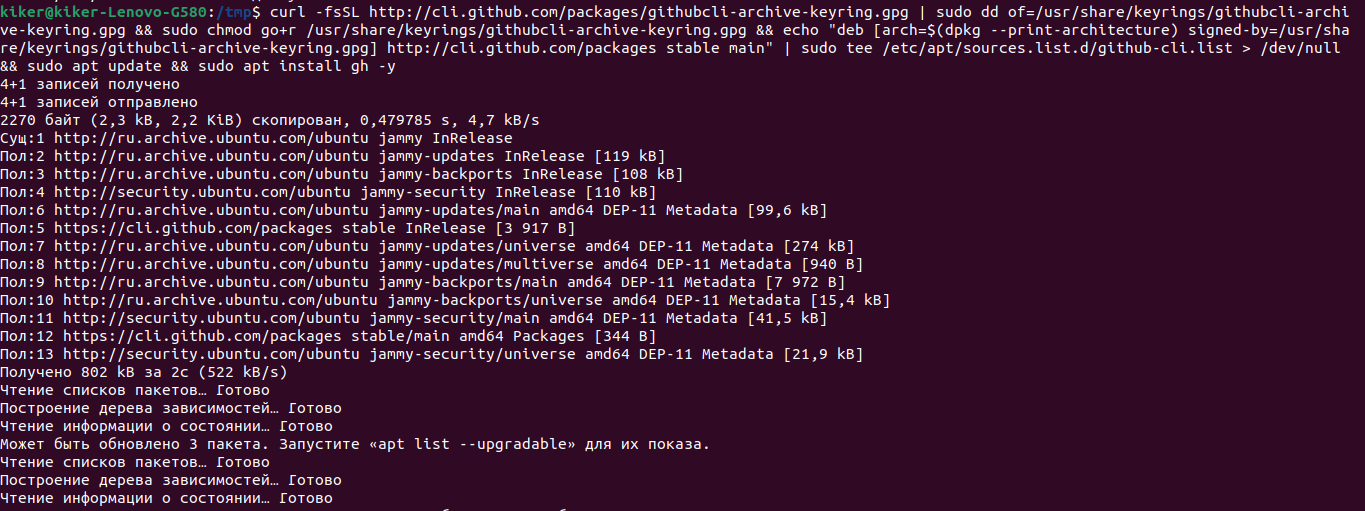 kiker@kiker-Lenovo-G580:/tmp$ curl -fsSL http://cli.github.com/packages/githubcli-archive-keyring.gpg | sudo dd of=/usr/share/keyrings/githubcli-archi
ve-keyring.gpg && sudo chmod go+r /usr/share/keyrings/githubcli-archive-keyring.gpg && echo "deb [arch=$(dpkg --print-architecture) signed-by=/usr/sha
re/keyrings/githubcli-archive-keyring.gpg] http://cli.github.com/packages stable main" | sudo tee /etc/apt/sources.list.d/github-cli.list > /dev/null
&& sudo apt update && sudo apt install gh -y
4+1 записей получено
4+1 записей отправлено
2270 байт (2,3 kB, 2,2 KiB) скопирован, 0,479785 s, 4,7 kB/s
Сущ:1 http://ru.archive.ubuntu.com/ubuntu jammy InRelease
Пол:2 http://ru.archive.ubuntu.com/ubuntu jammy-updates InRelease [119 kB]
Пол:3 http://ru.archive.ubuntu.com/ubuntu jammy-backports InRelease [108 kB]
Пол:4 http://security.ubuntu.com/ubuntu jammy-security InRelease [110 kB]
Пол:6 http://ru.archive.ubuntu.com/ubuntu jammy-updates/main amd64 DEP-11 Metadata [99,6 kB]
Пол:5 https://cli.github.com/packages stable InRelease [3 917 B]
Пол:7 http://ru.archive.ubuntu.com/ubuntu jammy-updates/universe amd64 DEP-11 Metadata [274 kB]
Пол:8 http://ru.archive.ubuntu.com/ubuntu jammy-updates/multiverse amd64 DEP-11 Metadata [940 B]
Пол:9 http://ru.archive.ubuntu.com/ubuntu jammy-backports/main amd64 DEP-11 Metadata [7 972 B]
Пол:10 http://ru.archive.ubuntu.com/ubuntu jammy-backports/universe amd64 DEP-11 Metadata [15,4 kB]
Пол:11 http://security.ubuntu.com/ubuntu jammy-security/main amd64 DEP-11 Metadata [41,5 kB]
Пол:12 https://cli.github.com/packages stable/main amd64 Packages [344 B]
Пол:13 http://security.ubuntu.com/ubuntu jammy-security/universe amd64 DEP-11 Metadata [21,9 kB]
Получено 802 kB за 2с (522 kB/s)
Чтение списков пакетов… Готово
Построение дерева зависимостей… Готово
Чтение информации о состоянии… Готово
Может быть обновлено 3 пакета. Запустите «apt list --upgradable» для их показа.
Чтение списков пакетов… Готово
Построение дерева зависимостей… Готово
Чтение информации о состоянии… Готово